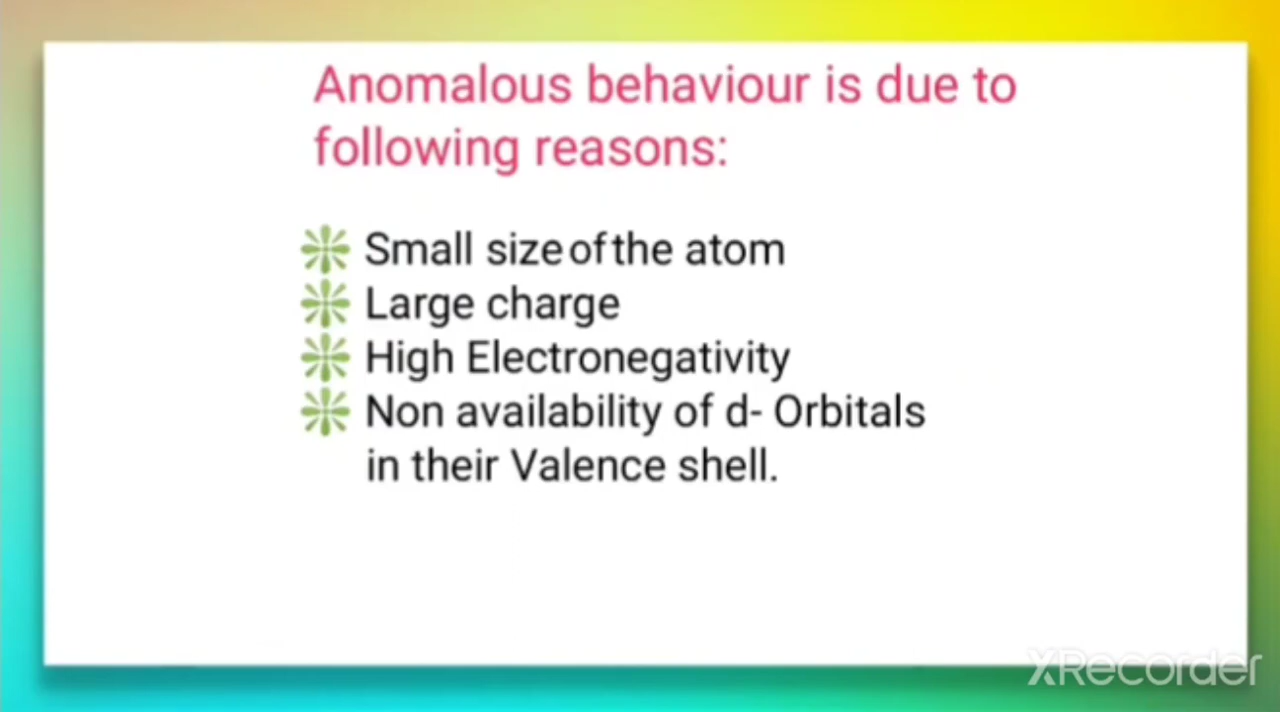 Anomalous behaviour is due to
following reasons:
Small size of the atom
Large charge
High Electronegativity
Non availability of d- Orbitals
in their Valence shell.
XRecorder